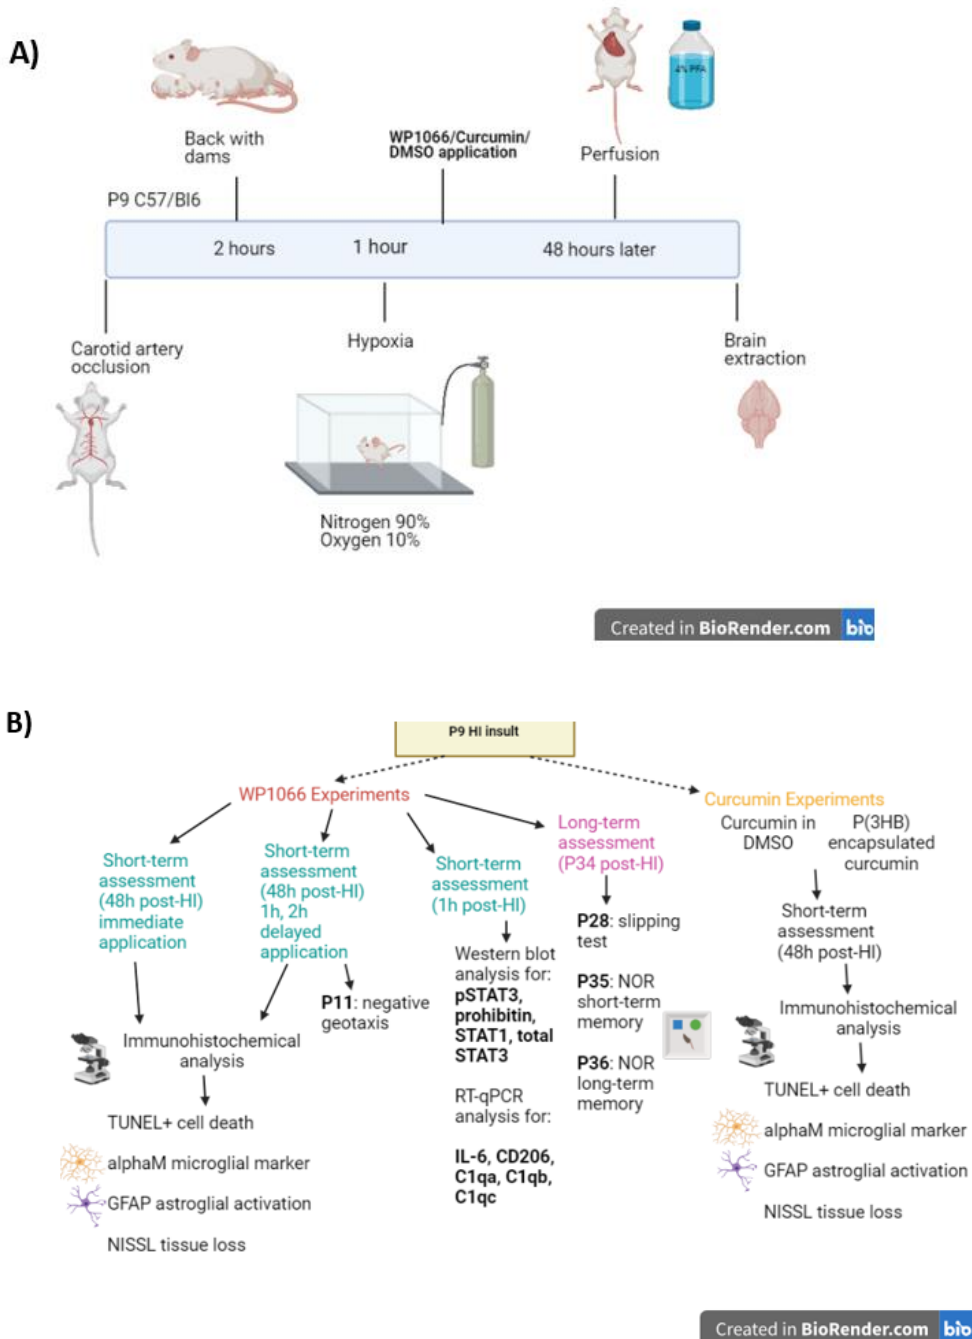 A)
Back with
dams
WP1066/Curcumin/
DMSO application
4% PFA
Perfusion
P9 C57/Bl6
2 hours
1 hour
48 hours later
Carotid artery
occlusion
Hypoxia
Brain
extraction
Nitrogen 90%
Oxygen 10%
Created in BioRender.com bio
B)
P9 HI insult
WP1066 Experiments
Curcumin Experiments
Short-term
assessment
(48h post-HI)
immediate
application
Short-term
assessment
(48h post-HI)
1h, 2h
delayed
application
Short-term
assessment
(1h post-HI)
Long-term
assessment
(P34 post-HI)
Curcumin in
DMSO
P(3HB)
encapsulated
curcumin
P11: negative
geotaxis
Western blot
analysis for:
pSTAT3,
prohibitin,
STAT1, total
STAT3
RT-qPCR
analysis for:
IL-6, CD206,
C1qa, C1qb,
C1qc
P28: slipping
test
P35: NOR
short-term
memory
P36: NOR
long-term
memory
Short-term
assessment
(48h post-HI)
Immunohistochemical
analysis
TUNEL+ cell death
alphaM microglial marker
GFAP astroglial activation
NISSL tissue loss
Immunohistochemical
analysis
TUNEL+ cell death
alphaM microglial marker
GFAP astroglial activation
NISSL tissue loss
Created in BioRender.com bio